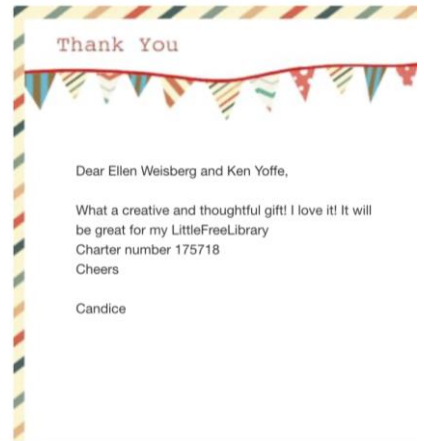 Thank You
Dear Ellen Weisberg and Ken Yoffe,
What a creative and thoughtful gift! I love it! It will
be great for my LittleFreeLibrary
Charter number 175718
Cheers
Candice